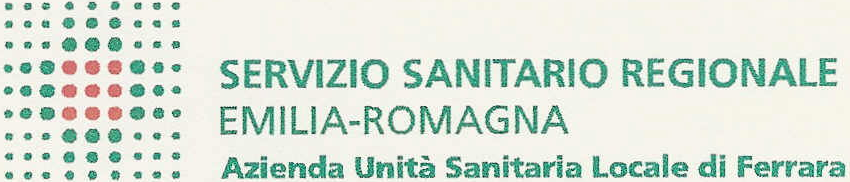 SERVIZIO SANITARIO REGIONALE
EMILIA-ROMAGNA
Azienda Unità Sanitaria Locale di Ferrara